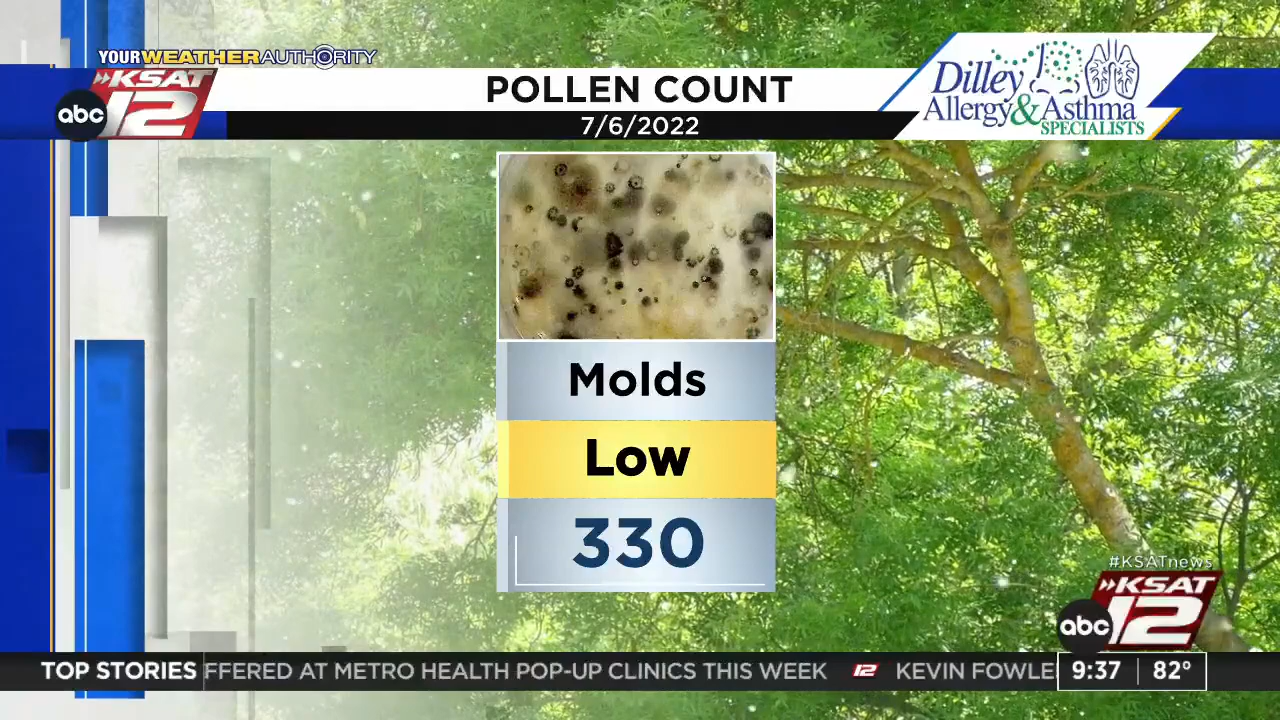 YOUR WEATHER AUTHORITY
KSAT
abc 12
POLLEN COUNT
7/6/2022
Dilley
Allergy & Asthma
SPECIALISTS
Molds
Low
330
#KSATnews
KSAT
abc 12
TOP STORIES FFERED AT METRO HEALTH POP-UP CLINICS THIS WEEK 12 KEVIN FOWLE 9:37 82°